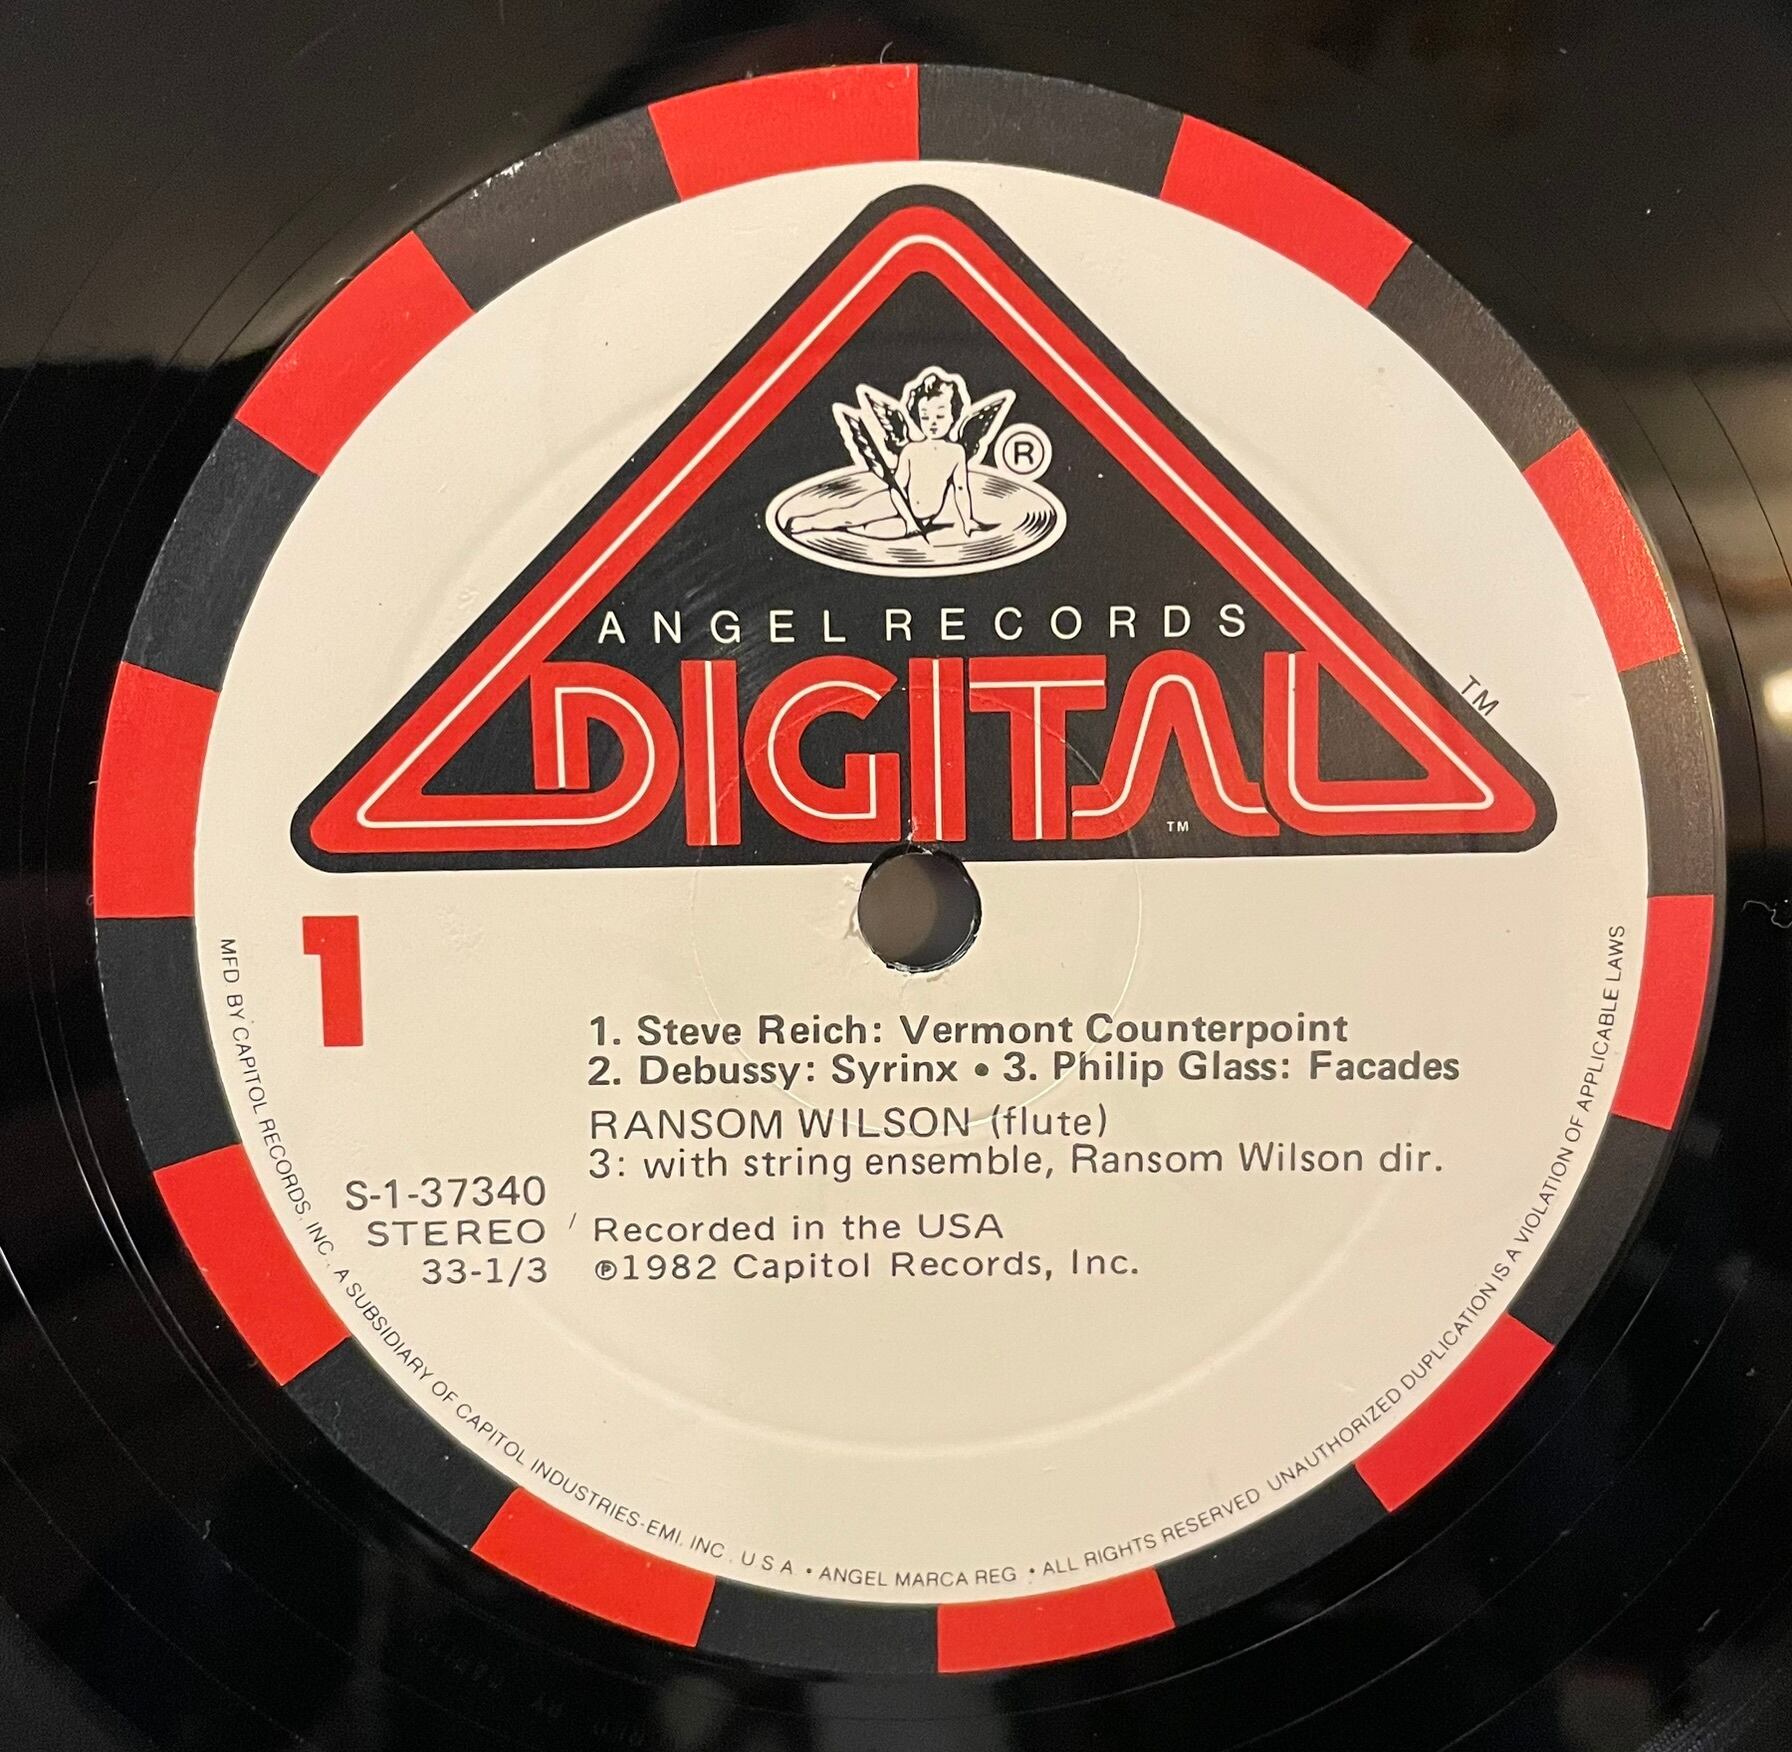 ®
ANGEL RECORDS
DIGITAL
TM
TM
1
1. Steve Reich: Vermont Counterpoint
2. Debussy: Syrinx • 3. Philip Glass: Facades
RANSOM WILSON (flute)
3: with string ensemble, Ransom Wilson dir.
S-1-37340
STEREO
33-1/3
Recorded in the USA
℗1982 Capitol Records, Inc.
MFD. BY CAPITOL RECORDS, INC., A SUBSIDIARY OF CAPITOL INDUSTRIES-EMI, INC. U S A • ANGEL MARCA REG • ALL RIGHTS RESERVED UNAUTHORIZED DUPLICATION IS A VIOLATION OF APPLICABLE LAWS